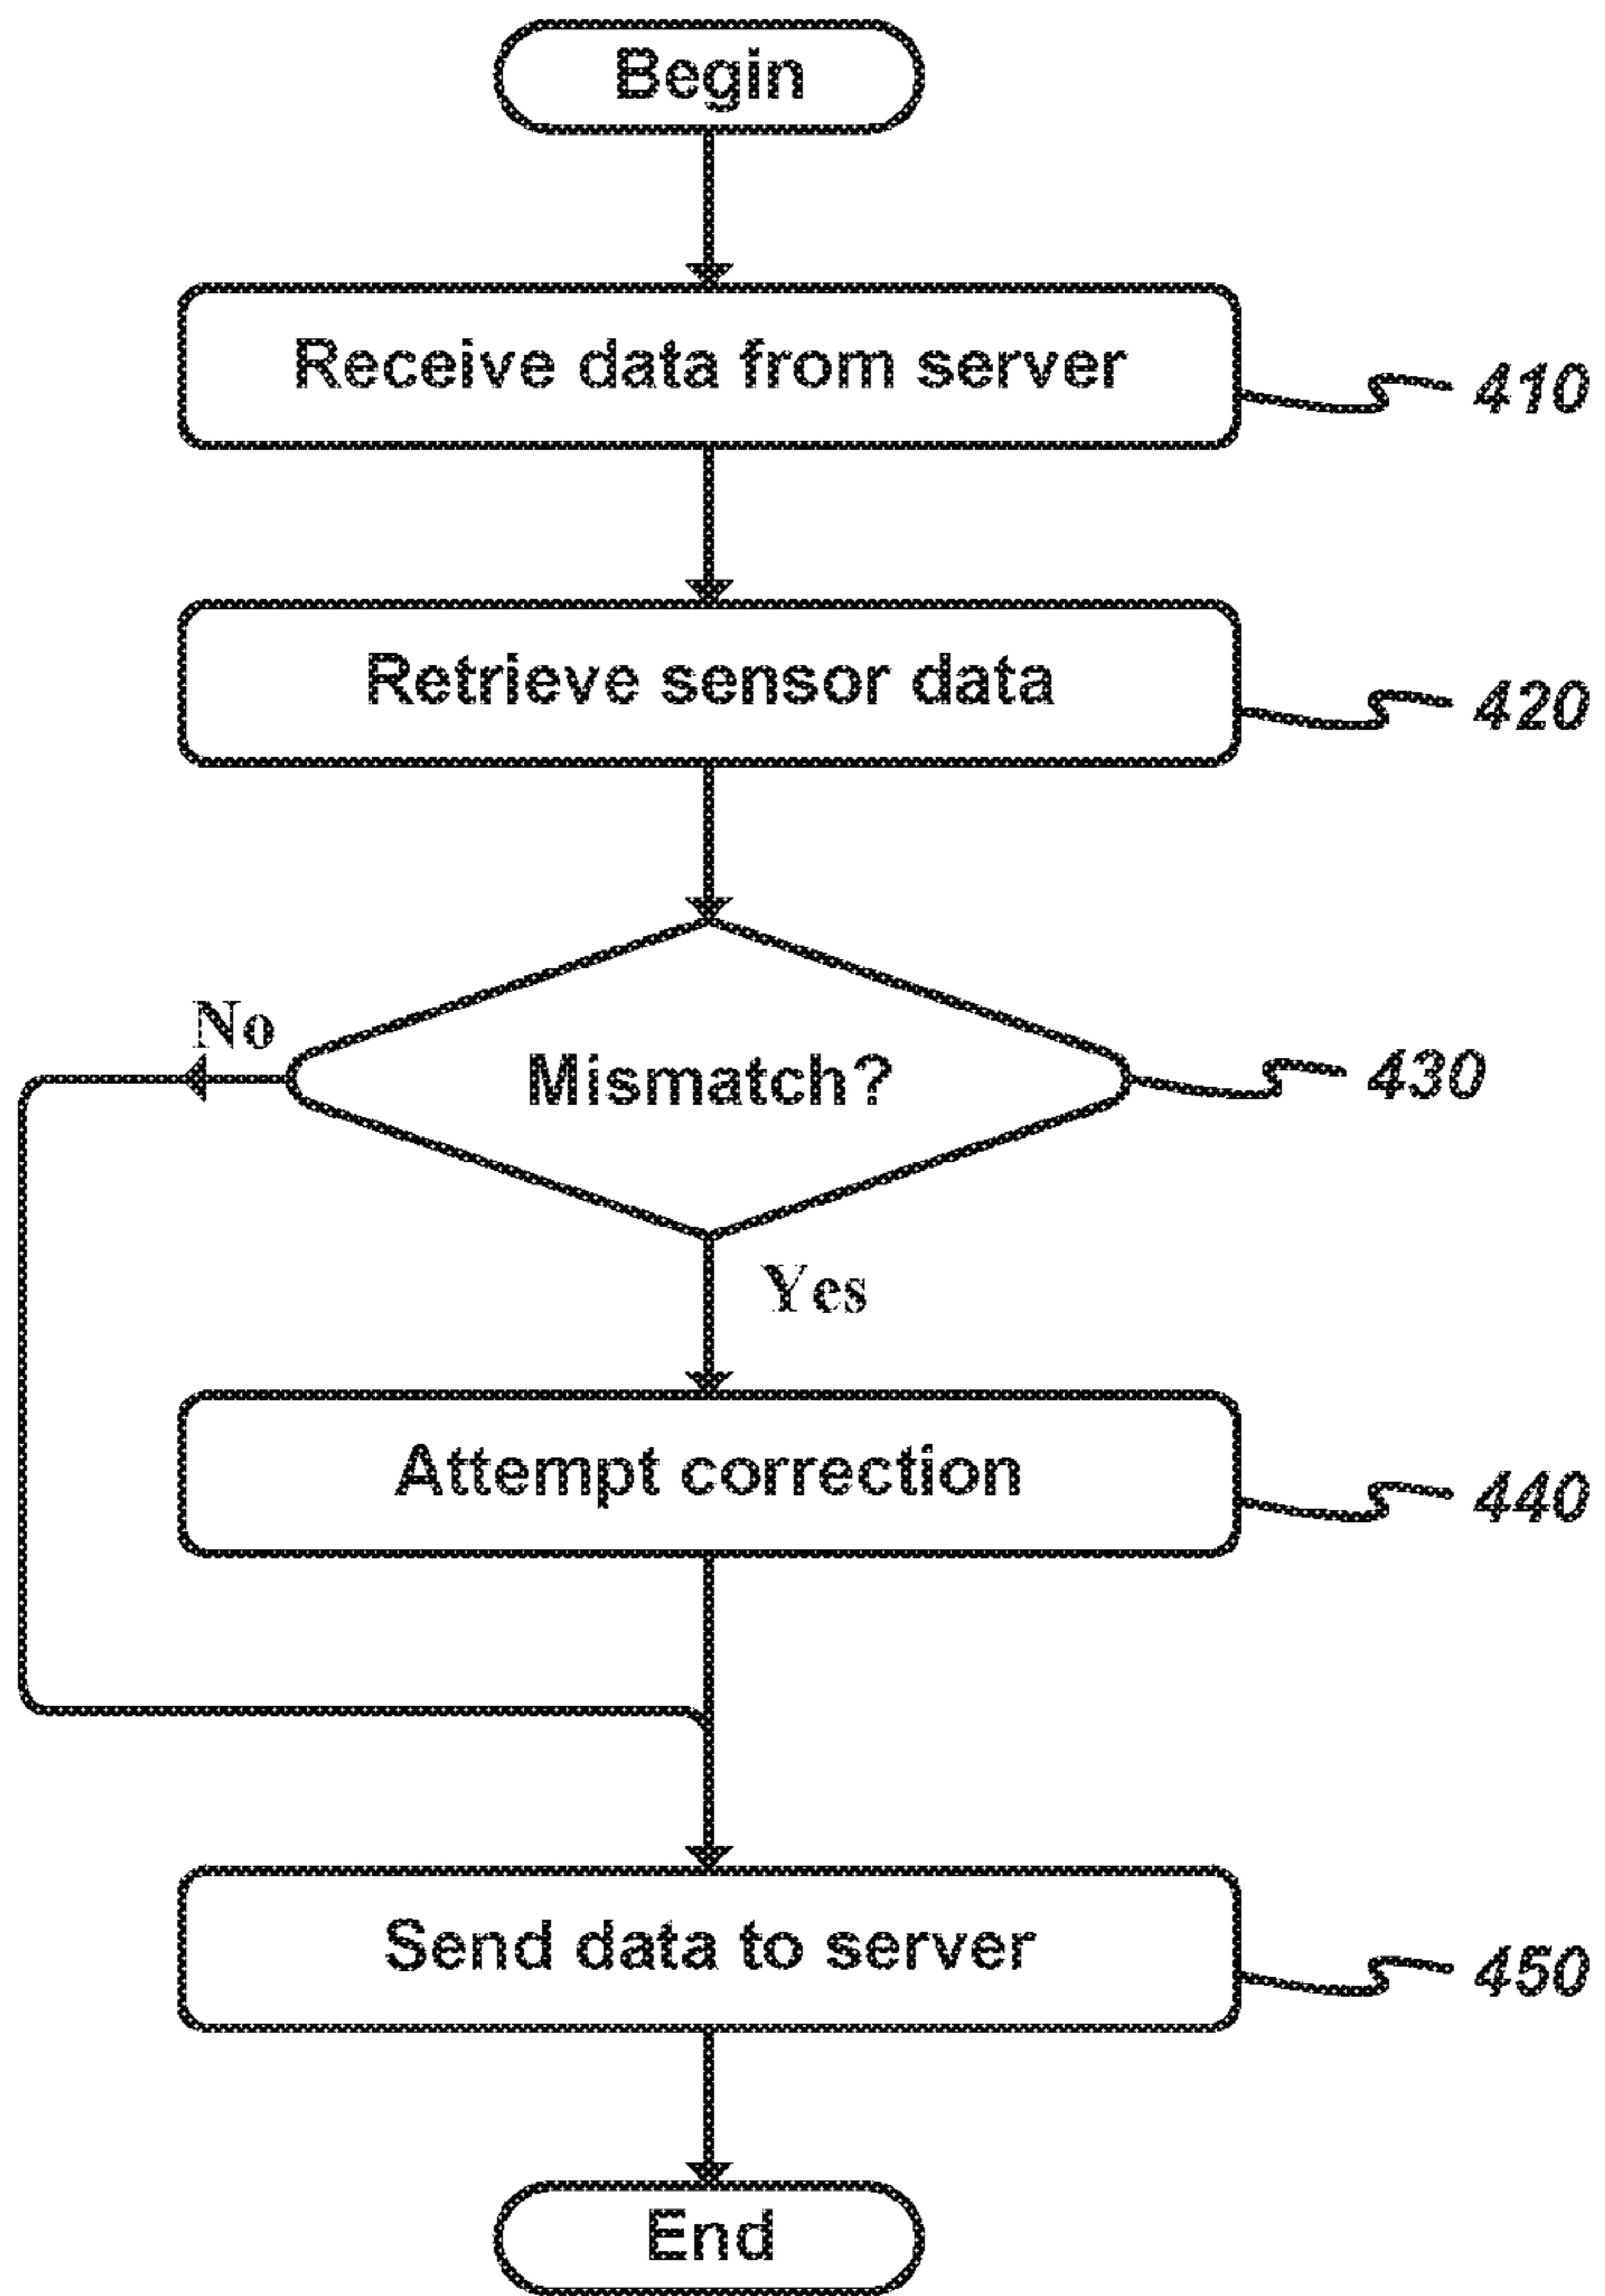 Begin
Receive data from server
410
Retrieve sensor data
420
No
Mismatch?
430
Yes
Attempt correction
440
Send data to server
450
End